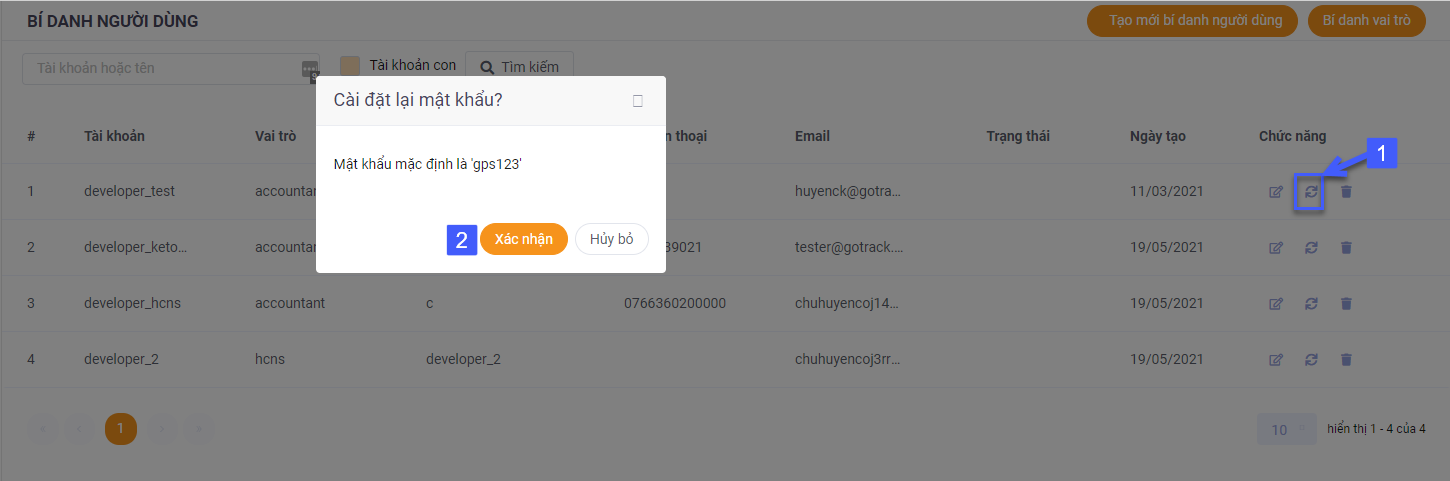 BÍ DANH NGƯỜI DÙNG
Tạo mới bí danh người dùng
Bí danh vai trò
Tài khoản hoặc tên
3
Tài khoản con
Tìm kiếm
Cài đặt lại mật khẩu?
Mật khẩu mặc định là 'gps123'
2
Xác nhận
Hủy bỏ
# Tài khoản Vai trò thoại Email Trạng thái Ngày tạo Chức năng
1
1 developer_test accountan huyenck@gotra... 11/03/2021
2 developer_keto... accountan 39021 tester@gotrack.... 19/05/2021
3 developer_hcns accountant c 0766360200000 chuhuyencoj14... 19/05/2021
4 developer_2 hcns developer_2 chuhuyencoj3rr... 19/05/2021
1
10 hiển thị 1 - 4 của 4